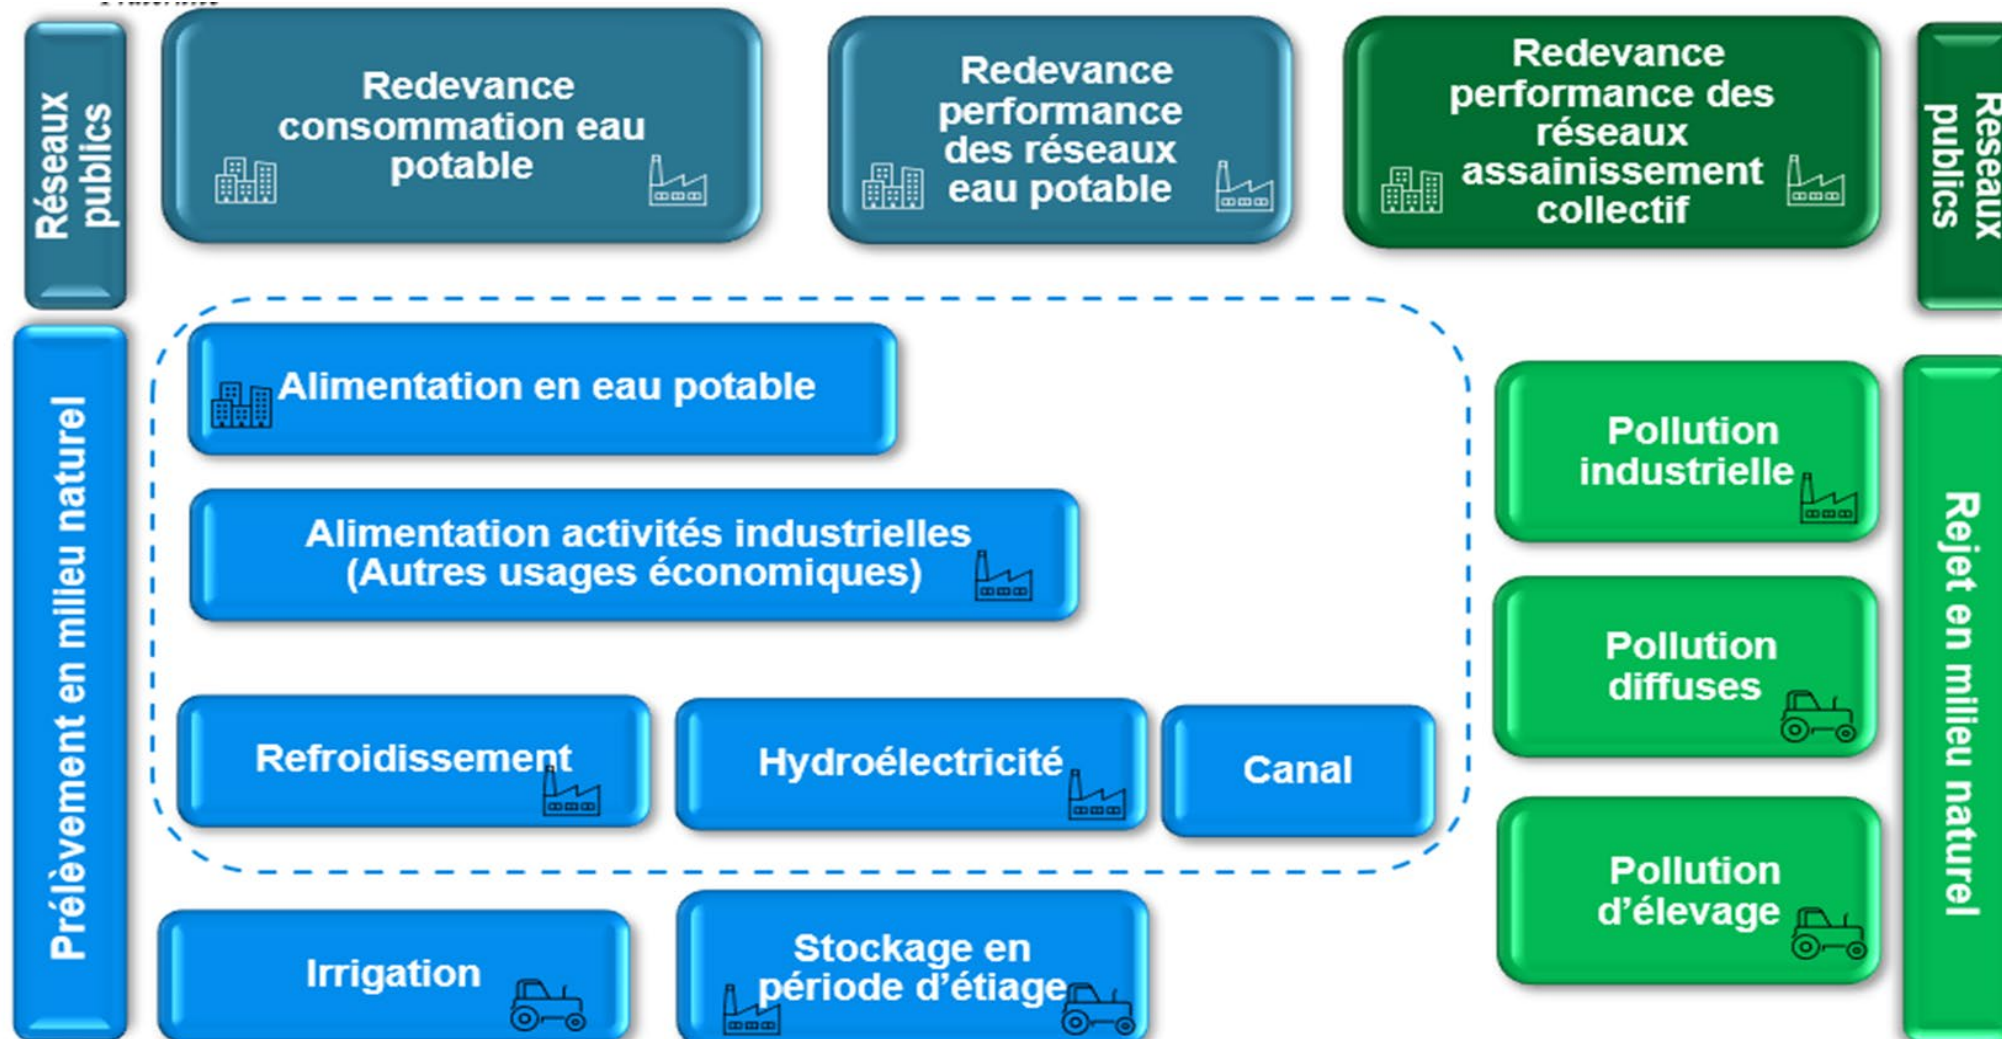 Réseaux
publics
Redevance
consommation eau
potable
Redevance
performance
des réseaux
eau potable
Redevance
performance des
réseaux
assainissement
collectif
Réseaux
publics
Prélèvement en milieu naturel
Alimentation en eau potable
Alimentation activités industrielles
(Autres usages économiques)
Refroidissement
Hydroélectricité
Canal
Irrigation
Stockage en
période d'étiage
Pollution
industrielle
Pollution
diffuses
Pollution
d'élevage
Rejet en milieu naturel